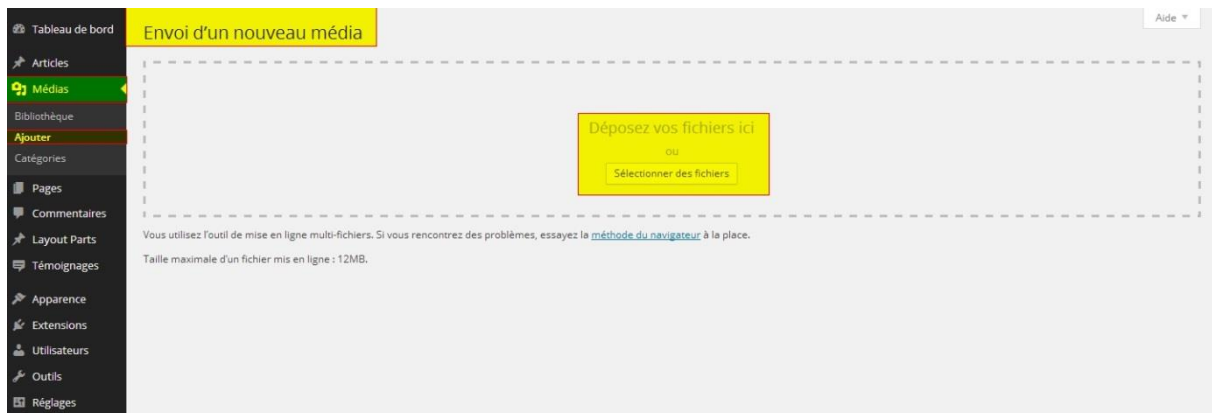 Tableau de bord
Articles
Médias
Bibliothèque
Ajouter
Catégories
Pages
Commentaires
Layout Parts
Témoignages
Apparence
Extensions
Utilisateurs
Outils
Réglages
Aide
Envoi d'un nouveau média
Déposez vos fichiers ici
ou
Sélectionner des fichiers
Vous utilisez l'outil de mise en ligne multi-fichiers. Si vous rencontrez des problèmes, essayez la méthode du navigateur à la place.
Taille maximale d'un fichier mis en ligne : 12MB.